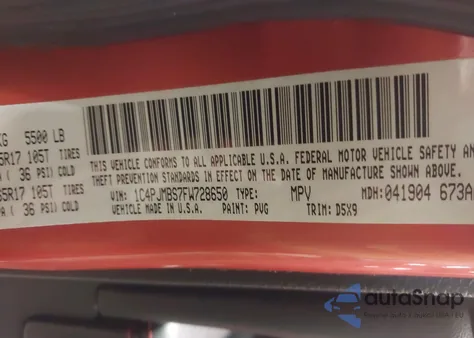 KG 5500 LB
5R17 105T TIRES
A ( 36 PSI) COLD
65R17 105T TIRES
A ( 36 PSI) COLD
THIS VEHICLE CONFORMS TO ALL APPLICABLE U.S.A. FEDERAL MOTOR VEHICLE SAFETY AN
THEFT PREVENTION STANDARDS IN EFFECT ON THE DATE OF MANUFACTURE SHOWN ABOVE.
VIN: 1C4PJMBS7FW728650 TYPE: MPV MDH: 041904 673A
VEHICLE MADE IN U.S.A. PAINT: PVG TRIM: D5X9
autoSnap